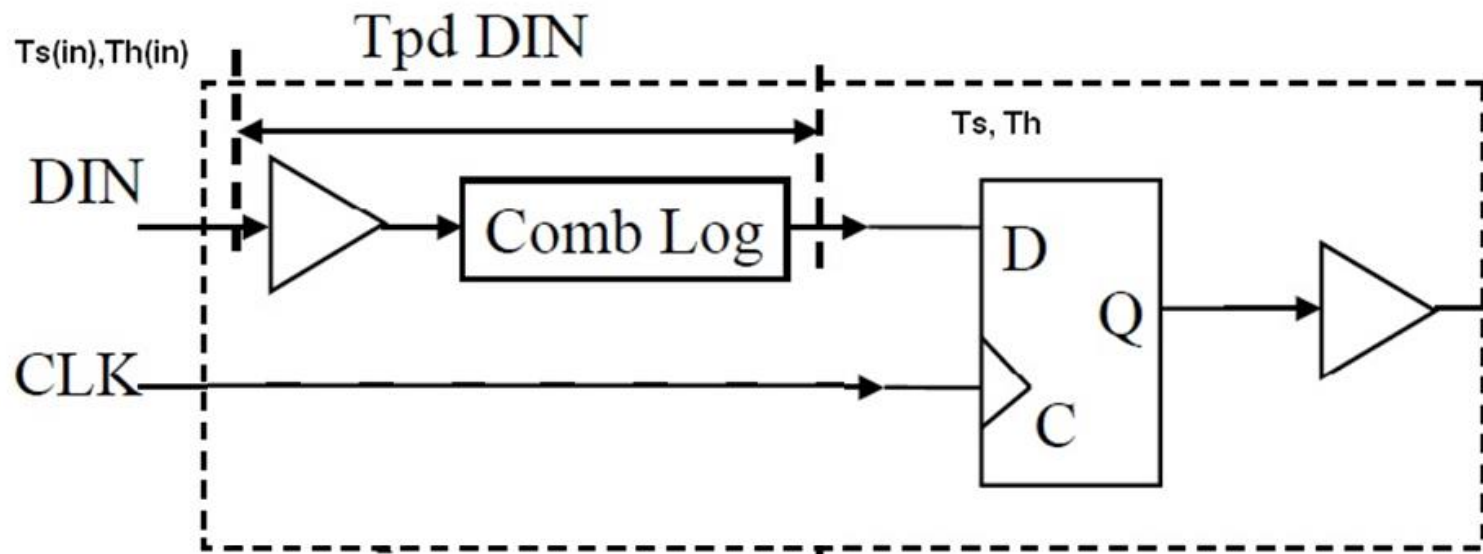 Tpd DIN
Ts(in),Th(in)
Ts, Th
DIN
Comb Log
D
Q
CLK
C